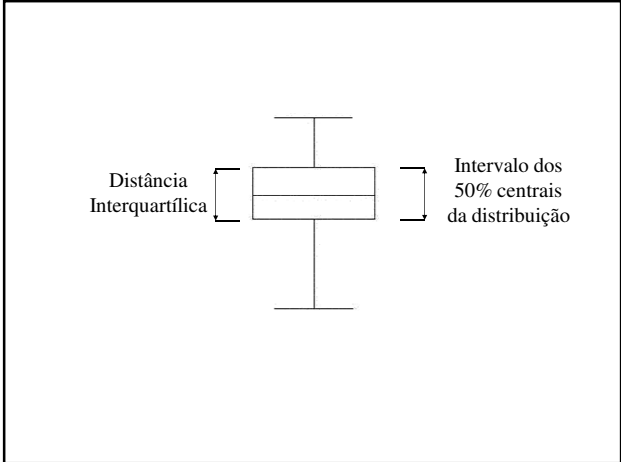 Distância
Interquartílica
Intervalo dos
50% centrais
da distribuição